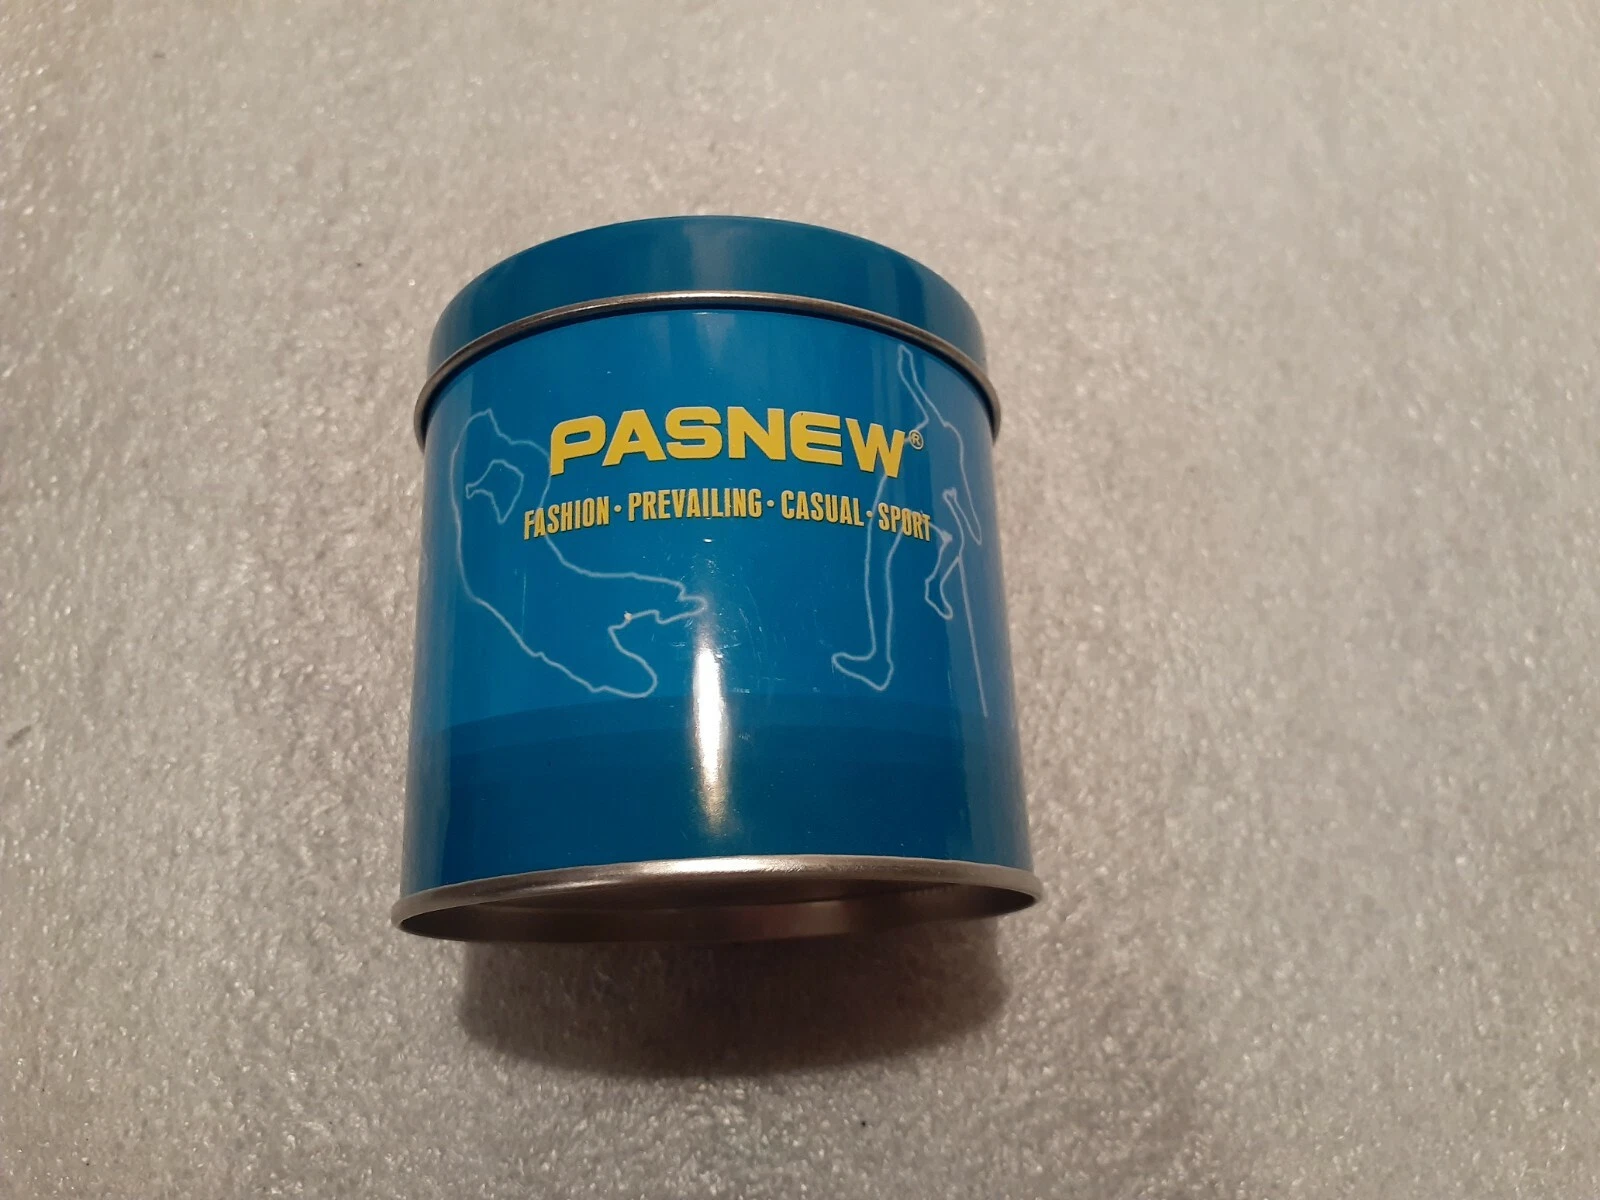 PASNEW®
FASHION · PREVAILING · CASUAL · SPORT